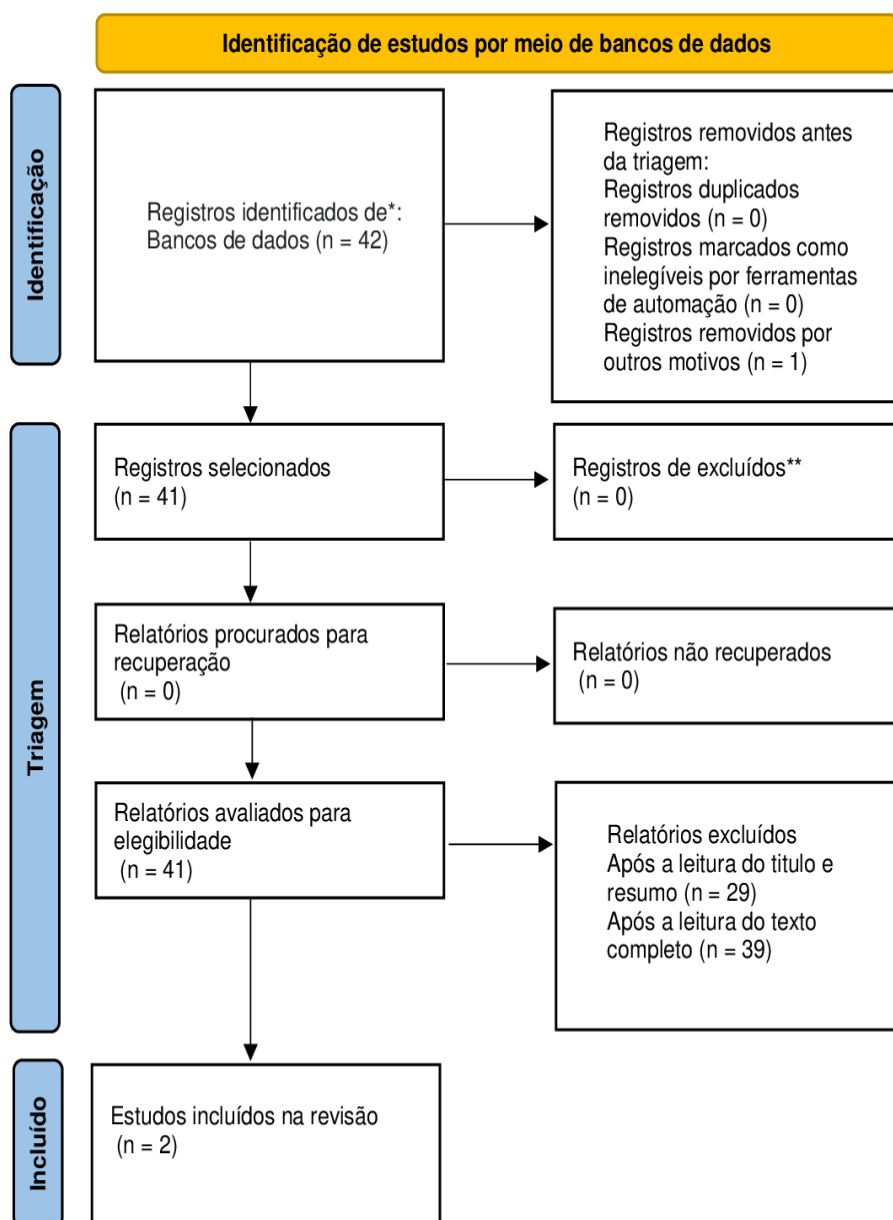 Identificação de estudos por meio de bancos de dados
Identificação
Registros identificados de*:
Bancos de dados (n = 42)
Registros removidos antes
da triagem:
Registros duplicados
removidos (n = 0)
Registros marcados como
inelegíveis por ferramentas
de automação (n = 0)
Registros removidos por
outros motivos (n = 1)
Triagem
Registros selecionados
(n = 41)
Registros de excluídos**
(n = 0)
Relatórios procurados para
recuperação
(n = 0)
Relatórios não recuperados
(n = 0)
Relatórios avaliados para
elegibilidade
(n = 41)
Relatórios excluídos
Após a leitura do titulo e
resumo (n = 29)
Após a leitura do texto
completo (n = 39)
Incluído
Estudos incluídos na revisão
(n = 2)